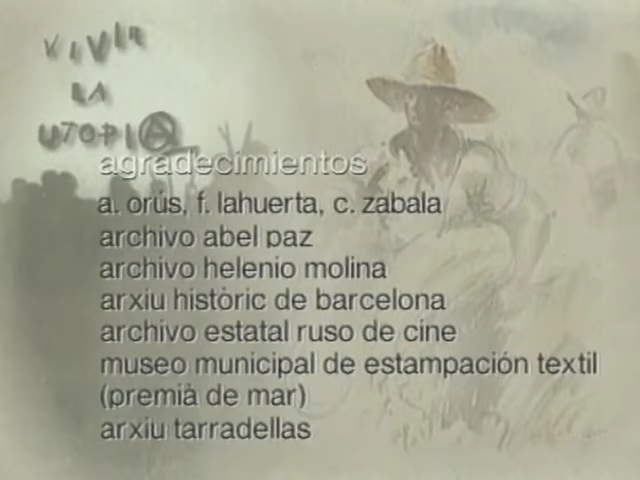 VIVIR
LA
UTOPIA
agradecimientos
a. orús, f. lahuerta, c. zabala
archivo abel paz
archivo helenio molina
arxiu històric de barcelona
archivo estatal ruso de cine
museo municipal de estampación textil
(premià de mar)
arxiu tarradellas